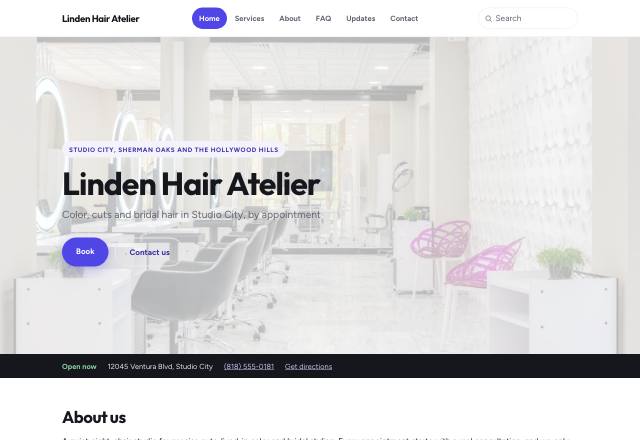 Linden Hair Atelier
Home Services About FAQ Updates Contact
Search
STUDIO CITY, SHERMAN OAKS AND THE HOLLYWOOD HILLS
Linden Hair Atelier
Color, cuts and bridal hair in Studio City, by appointment
Book Contact us
Open now 12045 Ventura Blvd, Studio City (818) 555-0181 Get directions
About us